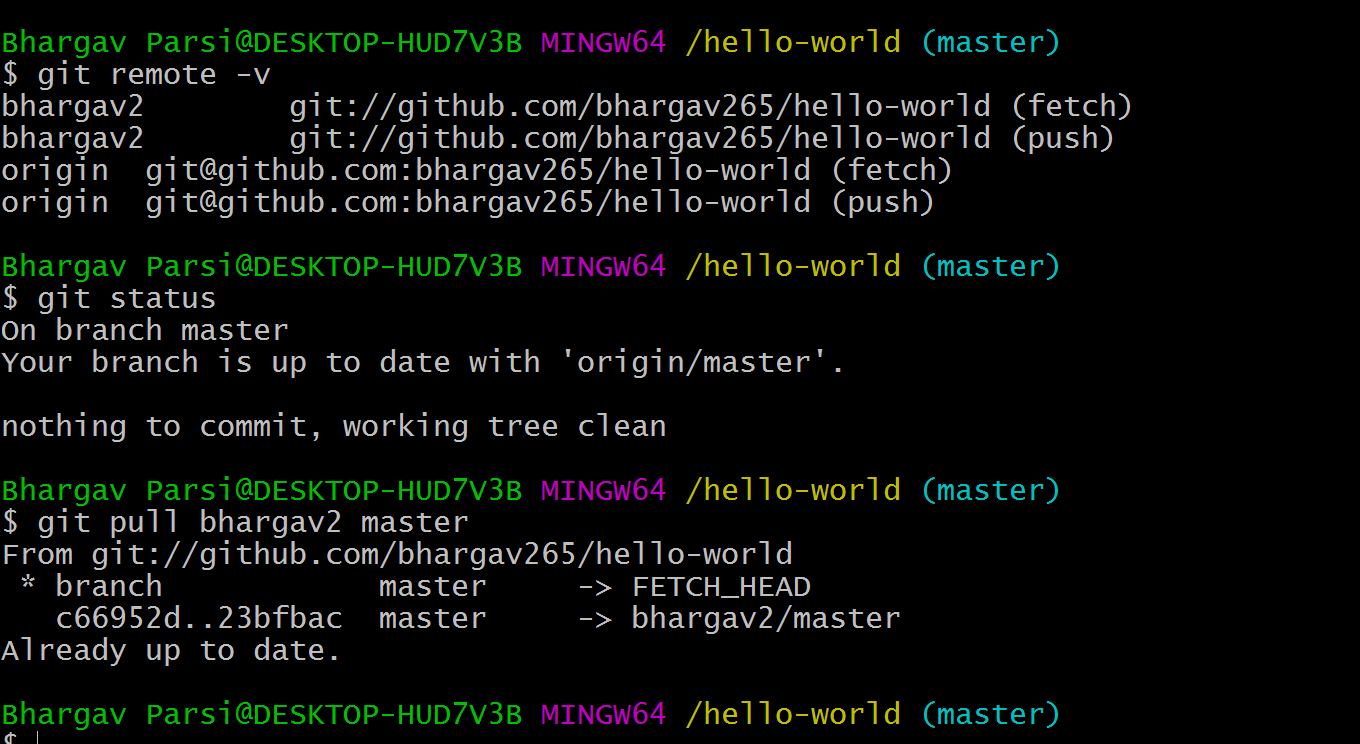 Bhargav Parsi@DESKTOP-HUD7V3B MINGW64 /hello-world (master)
$ git remote -v
bhargav2        git://github.com/bhargav265/hello-world (fetch)
bhargav2        git://github.com/bhargav265/hello-world (push)
origin  git@github.com:bhargav265/hello-world (fetch)
origin  git@github.com:bhargav265/hello-world (push)
Bhargav Parsi@DESKTOP-HUD7V3B MINGW64 /hello-world (master)
$ git status
On branch master
Your branch is up to date with 'origin/master'.
nothing to commit, working tree clean
Bhargav Parsi@DESKTOP-HUD7V3B MINGW64 /hello-world (master)
$ git pull bhargav2 master
From git://github.com/bhargav265/hello-world
 * branch            master     -> FETCH_HEAD
   c66952d..23bfbac  master     -> bhargav2/master
Already up to date.
Bhargav Parsi@DESKTOP-HUD7V3B MINGW64 /hello-world (master)
$